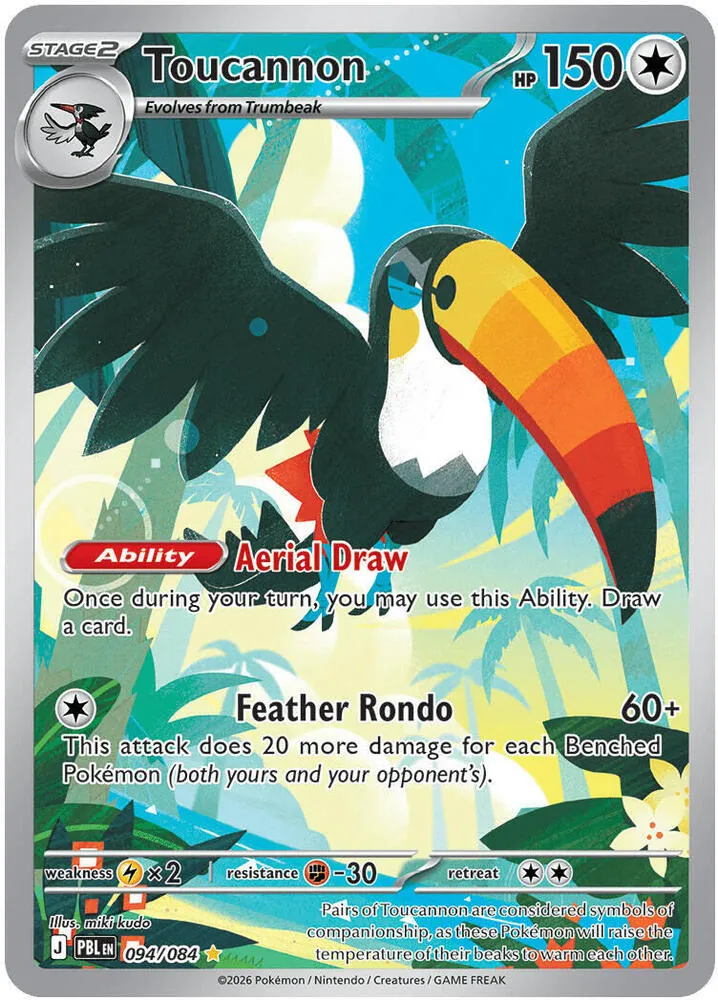 STAGE2
Toucannon
HP 150
Evolves from Trumbeak
Ability Aerial Draw
Once during your turn, you may use this Ability. Draw
a card.
Feather Rondo 60+
This attack does 20 more damage for each Benched
Pokémon (both yours and your opponent's).
weakness ×2 resistance -30 retreat
Illus. miki kudo
J PBL EN 094/084
Pairs of Toucannon are considered symbols of
companionship, as these Pokémon will raise the
temperature of their beaks to warm each other.
©2026 Pokémon / Nintendo / Creatures / GAME FREAK